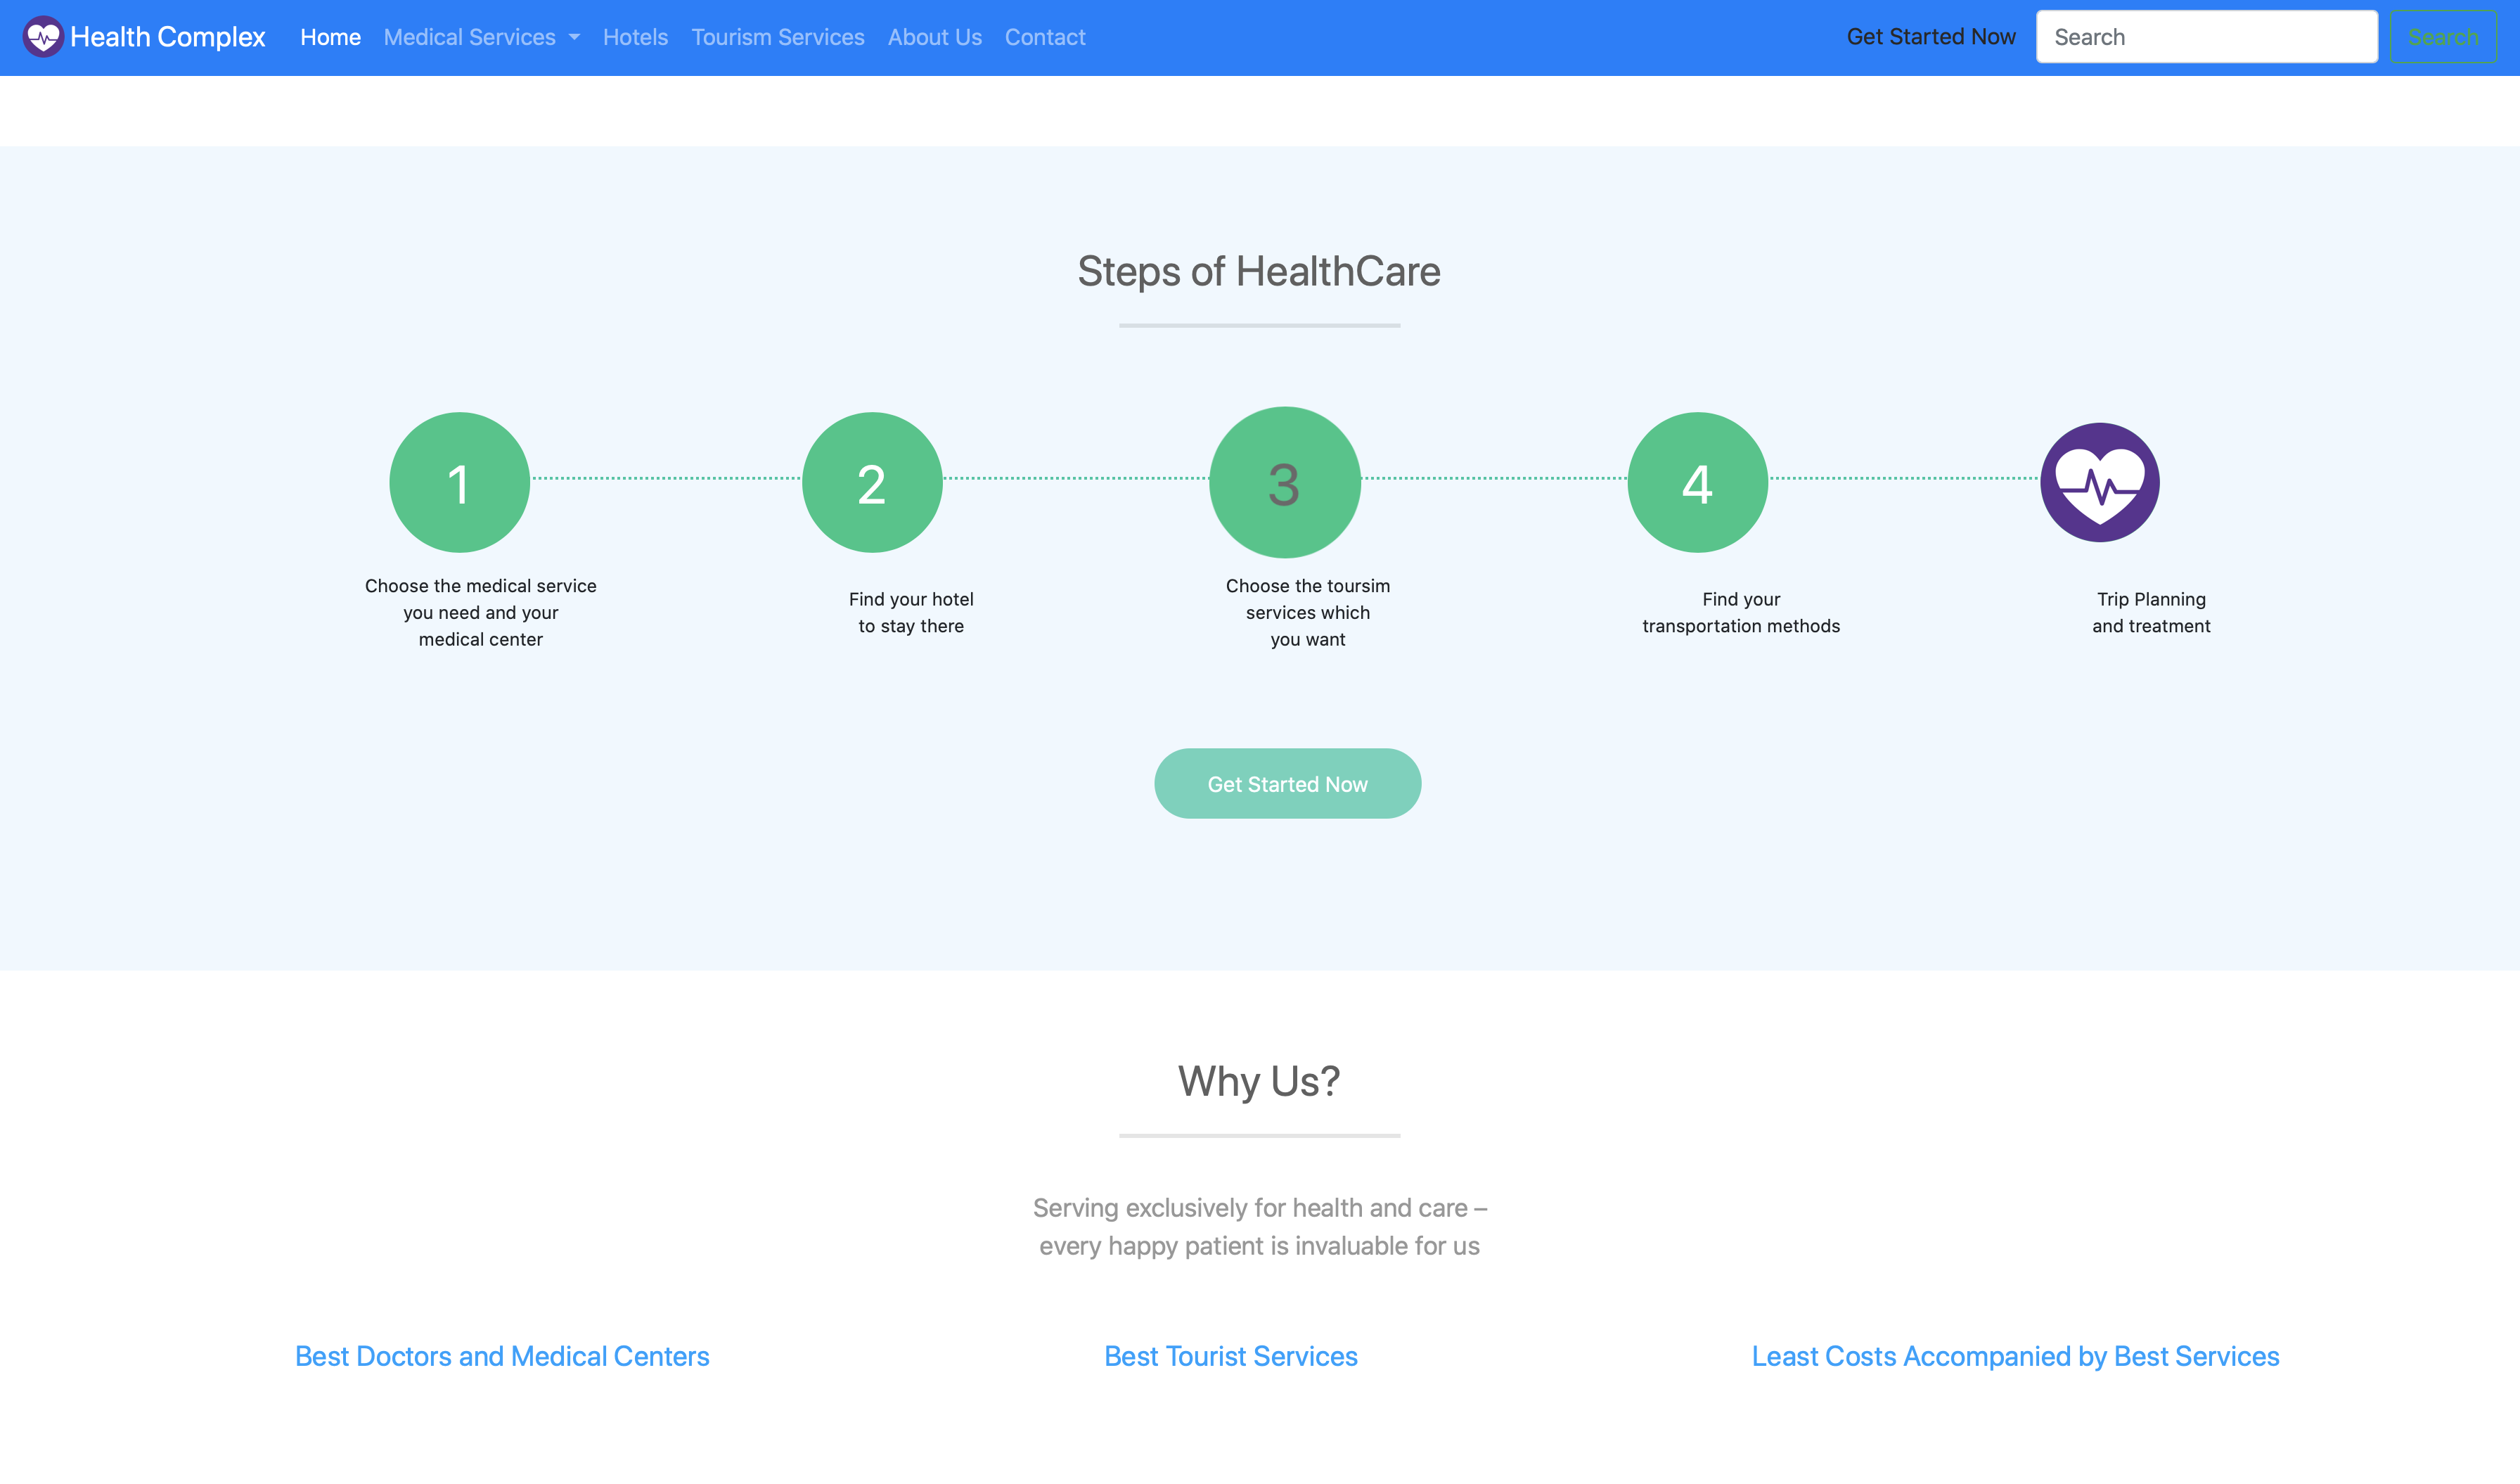 Health Complex Home Medical Services Hotels Tourism Services About Us Contact Get Started Now Search Search
Steps of HealthCare
1 2 3 4
Choose the medical service
you need and your
medical center
Find your hotel
to stay there
Choose the toursim
services which
you want
Find your
transportation methods
Trip Planning
and treatment
Get Started Now
Why Us?
Serving exclusively for health and care –
every happy patient is invaluable for us
Best Doctors and Medical Centers Best Tourist Services Least Costs Accompanied by Best Services